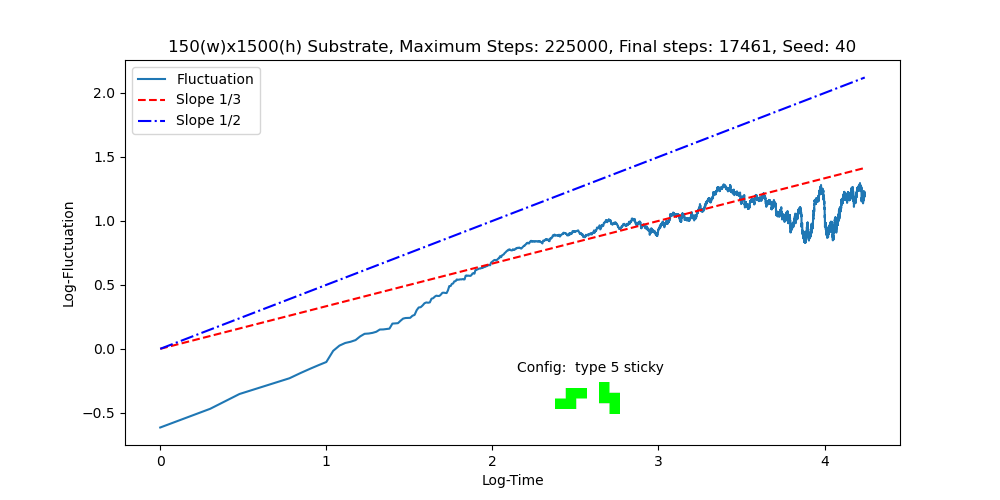 150(w)x1500(h) Substrate, Maximum Steps: 225000, Final steps: 17461, Seed: 40
Fluctuation
Slope 1/3
Slope 1/2
2.0
1.5
1.0
0.5
0.0
−0.5
Log-Fluctuation
Config:  type 5 sticky
0
1
2
3
4
Log-Time